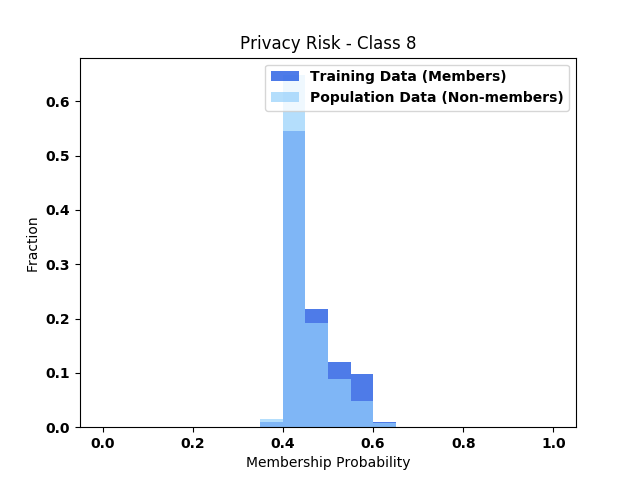 Privacy Risk - Class 8
Training Data (Members)
Population Data (Non-members)
0.6
0.5
0.4
0.3
0.2
0.1
0.0
Fraction
0.0 0.2 0.4 0.6 0.8 1.0
Membership Probability